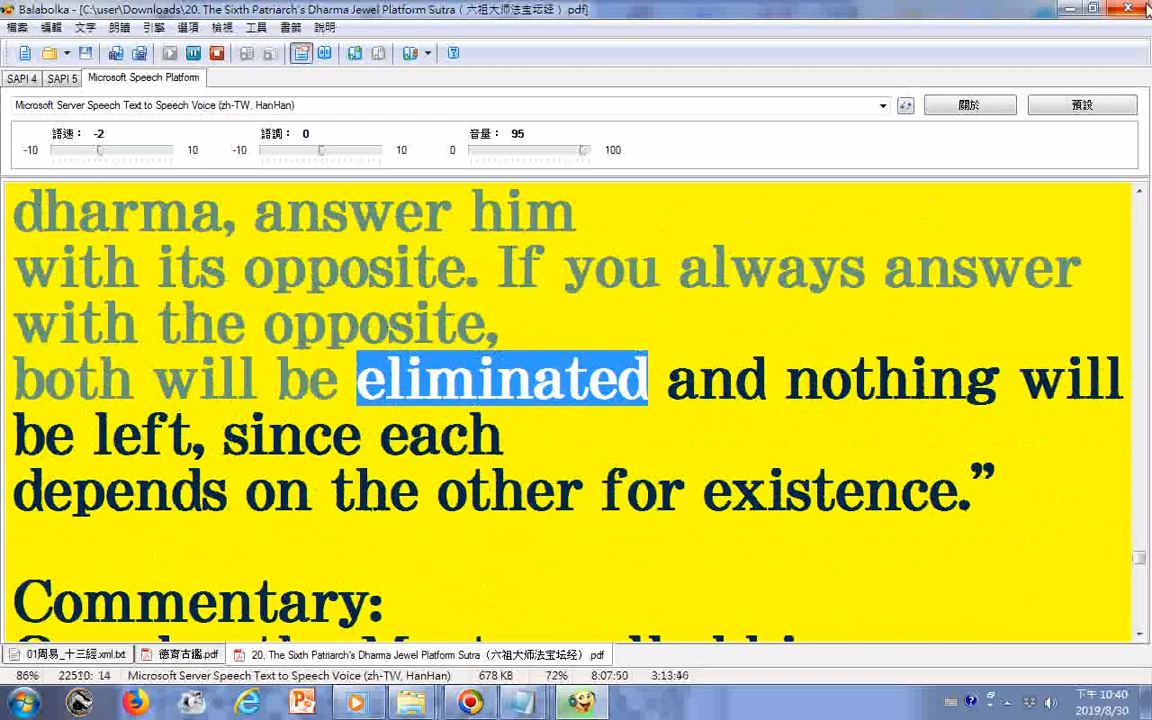 Balabolka - [C:\user\Downloads\20. The Sixth Patriarch's Dharma Jewel Platform Sutra (六祖大师法宝坛经) pdf]
檔案 編輯 文字 朗讀 引擎 選項 檢視 工具 書籤 說明
SAPI 4 SAPI 5 Microsoft Speech Platform
Microsoft Server Speech Text to Speech Voice (zh-TW, HanHan) 關於 預設
語速： -2 語調： 0 音量： 95
-10 10 -10 10 0 100
dharma, answer him
with its opposite. If you always answer
with the opposite,
both will be eliminated and nothing will
be left, since each
depends on the other for existence.”
Commentary:
01周易_十三經.xml.txt 德育古鑑.pdf 20. The Sixth Patriarch's Dharma Jewel Platform Sutra (六祖大师法宝坛经) .pdf
86% 22510: 14 Microsoft Server Speech Text to Speech Voice (zh-TW, HanHan) 678 KB 72% 8:07:50 3:13:46
下午 10:40
2019/8/30